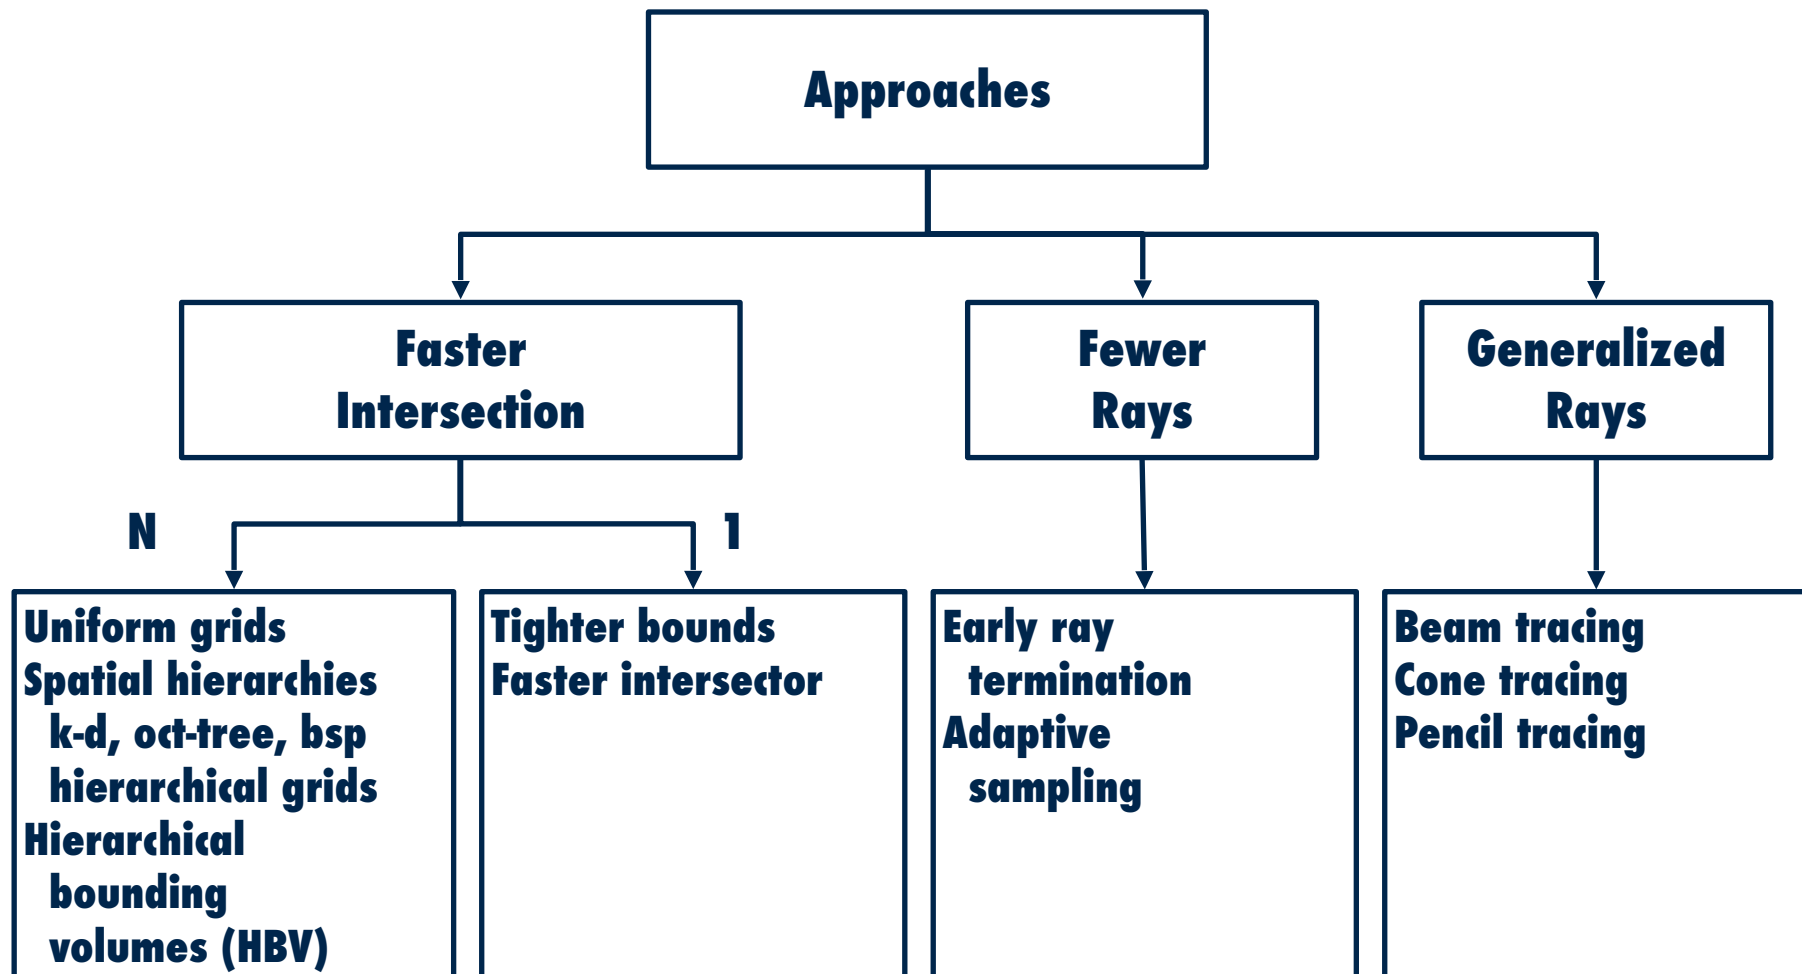 Approaches
Faster
Intersection
Fewer
Rays
Generalized
Rays
N
1
Uniform grids
Spatial hierarchies
k-d, oct-tree, bsp
hierarchical grids
Hierarchical
bounding
volumes (HBV)
Tighter bounds
Faster intersector
Early ray
termination
Adaptive
sampling
Beam tracing
Cone tracing
Pencil tracing